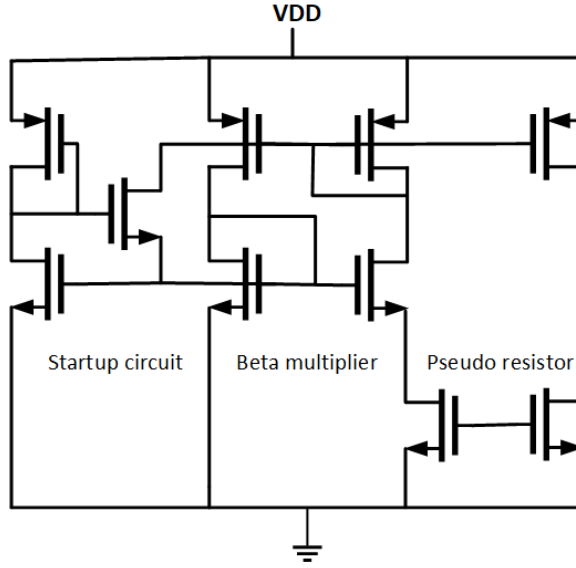 VDD
Startup circuit
Beta multiplier
Pseudo resistor